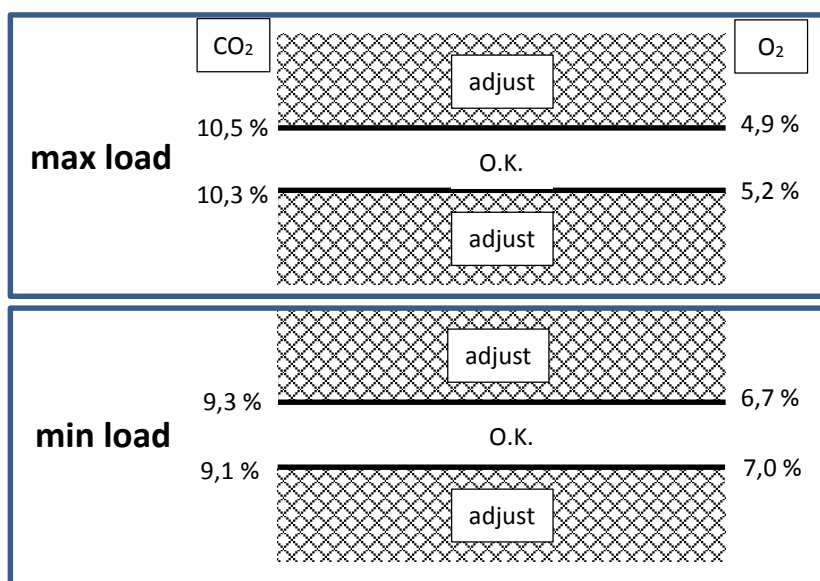 CO₂
O₂
adjust
10,5 %
4,9 %
max load
O.K.
10,3 %
5,2 %
adjust
adjust
9,3 %
6,7 %
min load
O.K.
9,1 %
7,0 %
adjust